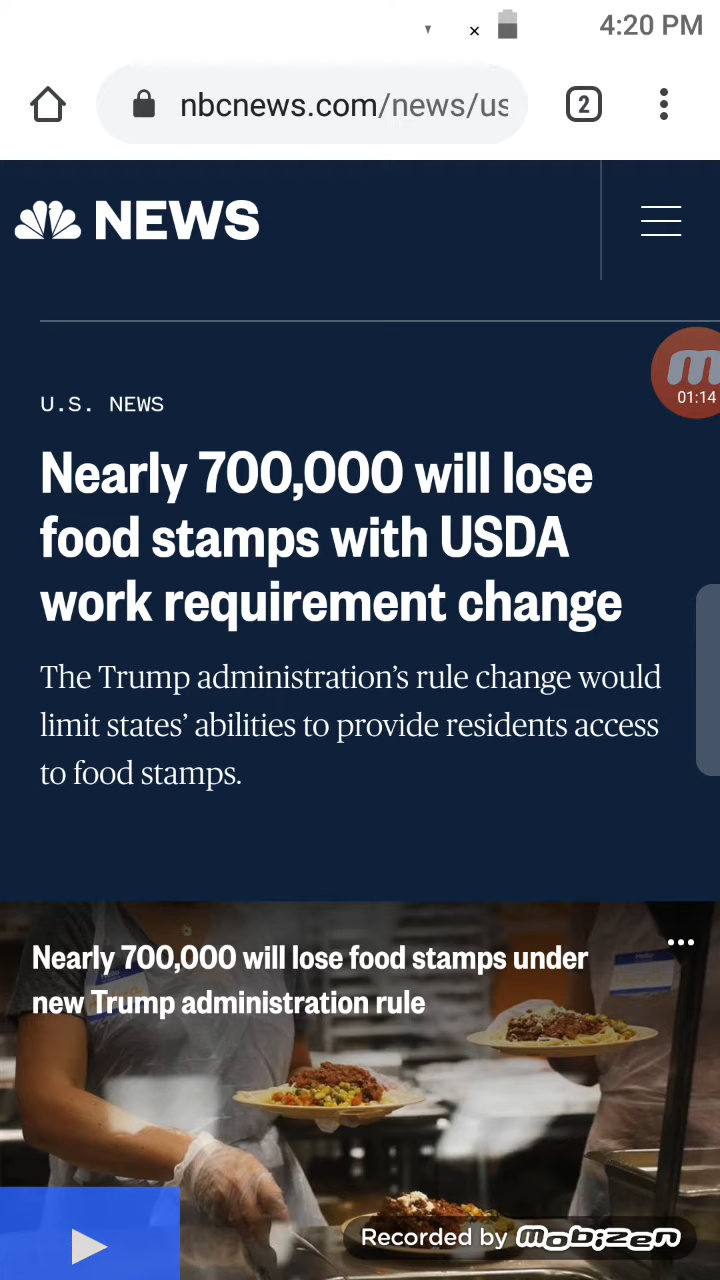 4:20 PM
nbcnews.com/news/us
2
NEWS
01:14
U.S. NEWS
Nearly 700,000 will lose
food stamps with USDA
work requirement change
The Trump administration's rule change would
limit states' abilities to provide residents access
to food stamps.
Nearly 700,000 will lose food stamps under
new Trump administration rule
Hello
Recorded by mobizen